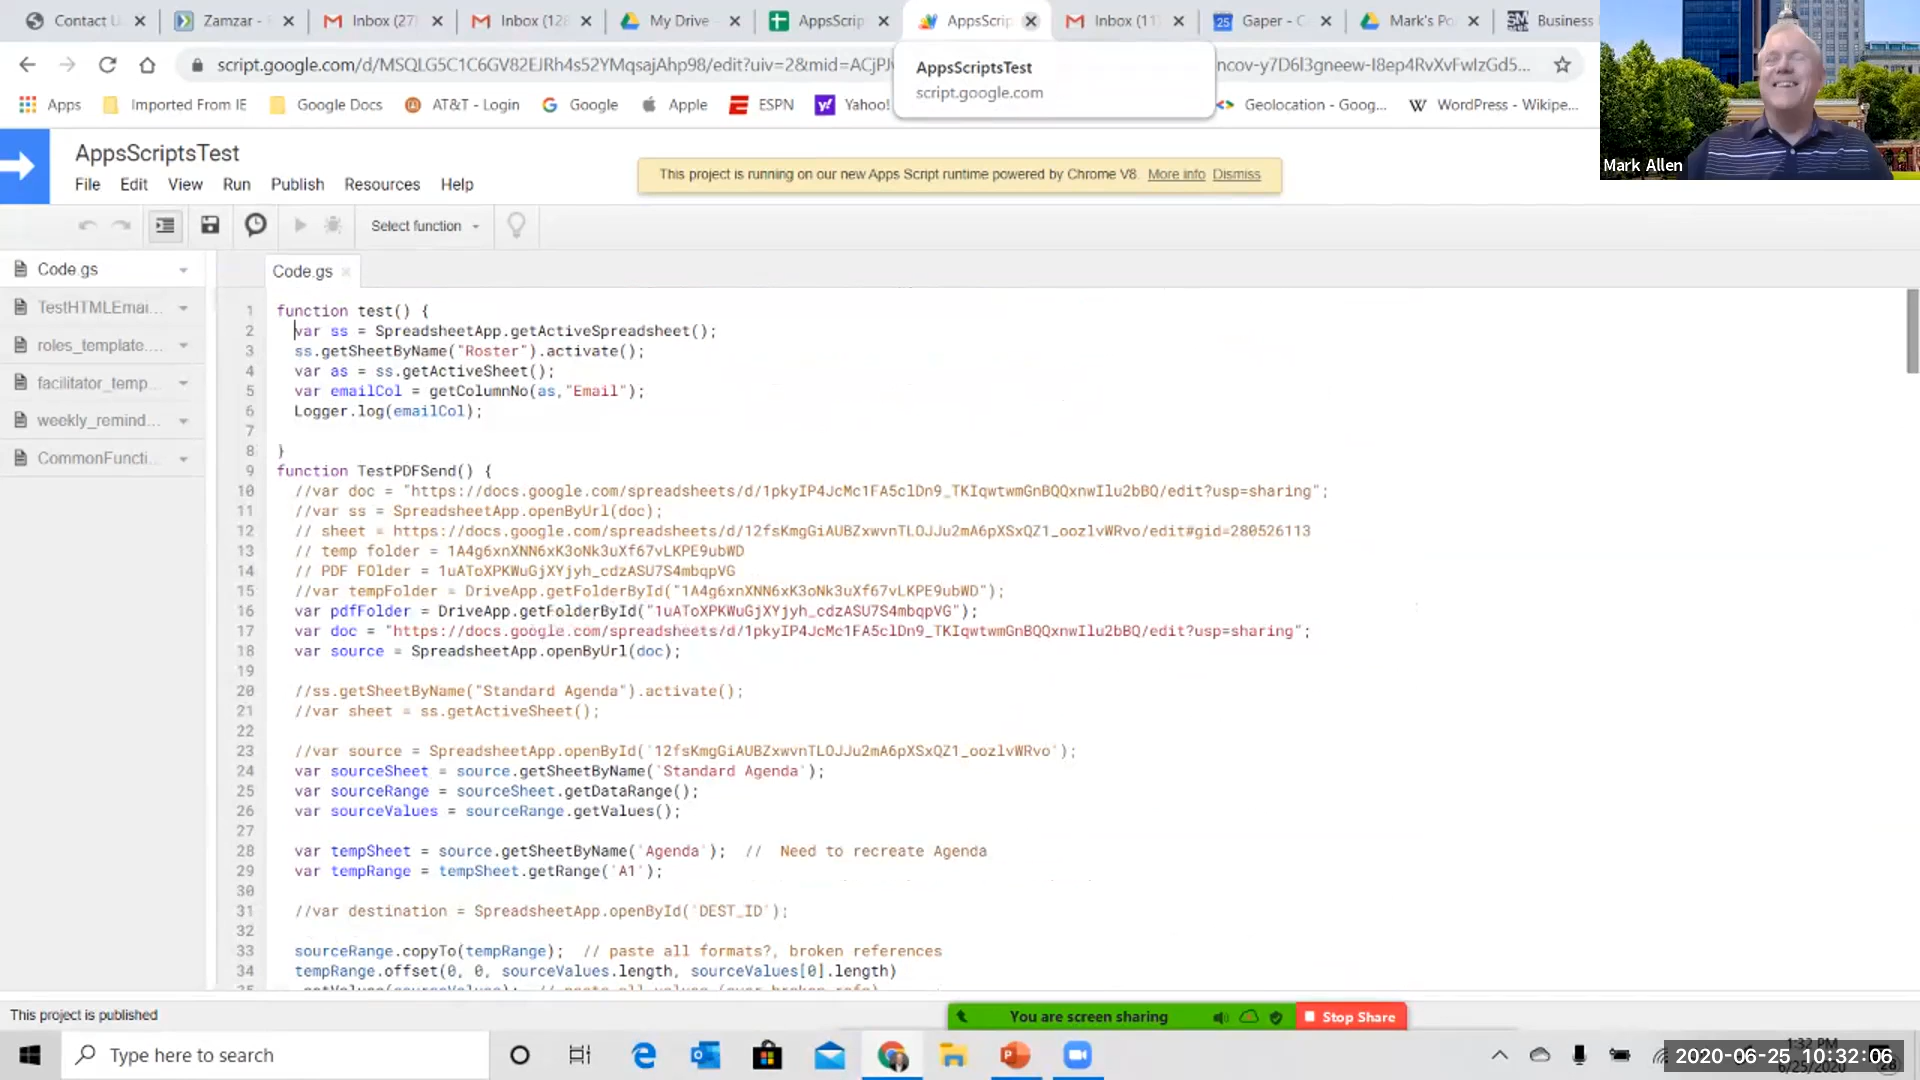 Contact U
Zamzar -
Inbox (27
Inbox (128
My Drive
AppsScrip
AppsScrip
Inbox (11
Gaper - C
Mark's Po
Business
script.google.com/d/MSQLG5C1C6GV82EJRh4s52YMqsajAhp98/edit?uiv=2&mid=ACjPJ
ncov-y7D6l3gneew-I8ep4RvXvFwIzGd5...
AppsScriptsTest
script.google.com
Apps
Imported From IE
Google Docs
AT&T - Login
Google
Apple
ESPN
Yahoo!
Geolocation - Goog...
WordPress - Wikipe...
Mark Allen
AppsScriptsTest
File Edit View Run Publish Resources Help
This project is running on our new Apps Script runtime powered by Chrome V8. More info Dismiss
Select function
Code.gs
TestHTMLEmai...
roles_template....
facilitator_temp...
weekly_remind...
CommonFuncti...
Code.gs
1 function test() {
2 var ss = SpreadsheetApp.getActiveSpreadsheet();
3 ss.getSheetByName("Roster").activate();
4 var as = ss.getActiveSheet();
5 var emailCol = getColumnNo(as,"Email");
6 Logger.log(emailCol);
7
8 }
9 function TestPDFSend() {
10 //var doc = "https://docs.google.com/spreadsheets/d/1pkyIP4JcMc1FA5clDn9_TKIqwtwmGnBQQxnwIlu2bBQ/edit?usp=sharing";
11 //var ss = SpreadsheetApp.openByUrl(doc);
12 // sheet = https://docs.google.com/spreadsheets/d/12fsKmgGiAUBZxwvnTLOJJu2mA6pXSxQZ1_oozlvWRvo/edit#gid=280526113
13 // temp folder = 1A4g6xnXNN6xK3oNk3uXf67vLKPE9ubWD
14 // PDF FOlder = 1uAToXPKWuGjXYjyh_cdzASU7S4mbqpVG
15 //var tempFolder = DriveApp.getFolderById("1A4g6xnXNN6xK3oNk3uXf67vLKPE9ubWD");
16 var pdfFolder = DriveApp.getFolderById("1uAToXPKWuGjXYjyh_cdzASU7S4mbqpVG");
17 var doc = "https://docs.google.com/spreadsheets/d/1pkyIP4JcMc1FA5clDn9_TKIqwtwmGnBQQxnwIlu2bBQ/edit?usp=sharing";
18 var source = SpreadsheetApp.openByUrl(doc);
19
20 //ss.getSheetByName("Standard Agenda").activate();
21 //var sheet = ss.getActiveSheet();
22
23 //var source = SpreadsheetApp.openById('12fsKmgGiAUBZxwvnTLOJJu2mA6pXSxQZ1_oozlvWRvo');
24 var sourceSheet = source.getSheetByName('Standard Agenda');
25 var sourceRange = sourceSheet.getDataRange();
26 var sourceValues = sourceRange.getValues();
27
28 var tempSheet = source.getSheetByName('Agenda'); // Need to recreate Agenda
29 var tempRange = tempSheet.getRange('A1');
30
31 //var destination = SpreadsheetApp.openById('DEST_ID');
32
33 sourceRange.copyTo(tempRange); // paste all formats?, broken references
34 tempRange.offset(0, 0, sourceValues.length, sourceValues[0].length)
This project is published
You are screen sharing
Stop Share
Type here to search
1:32 PM
2020-06-25 10:32:06